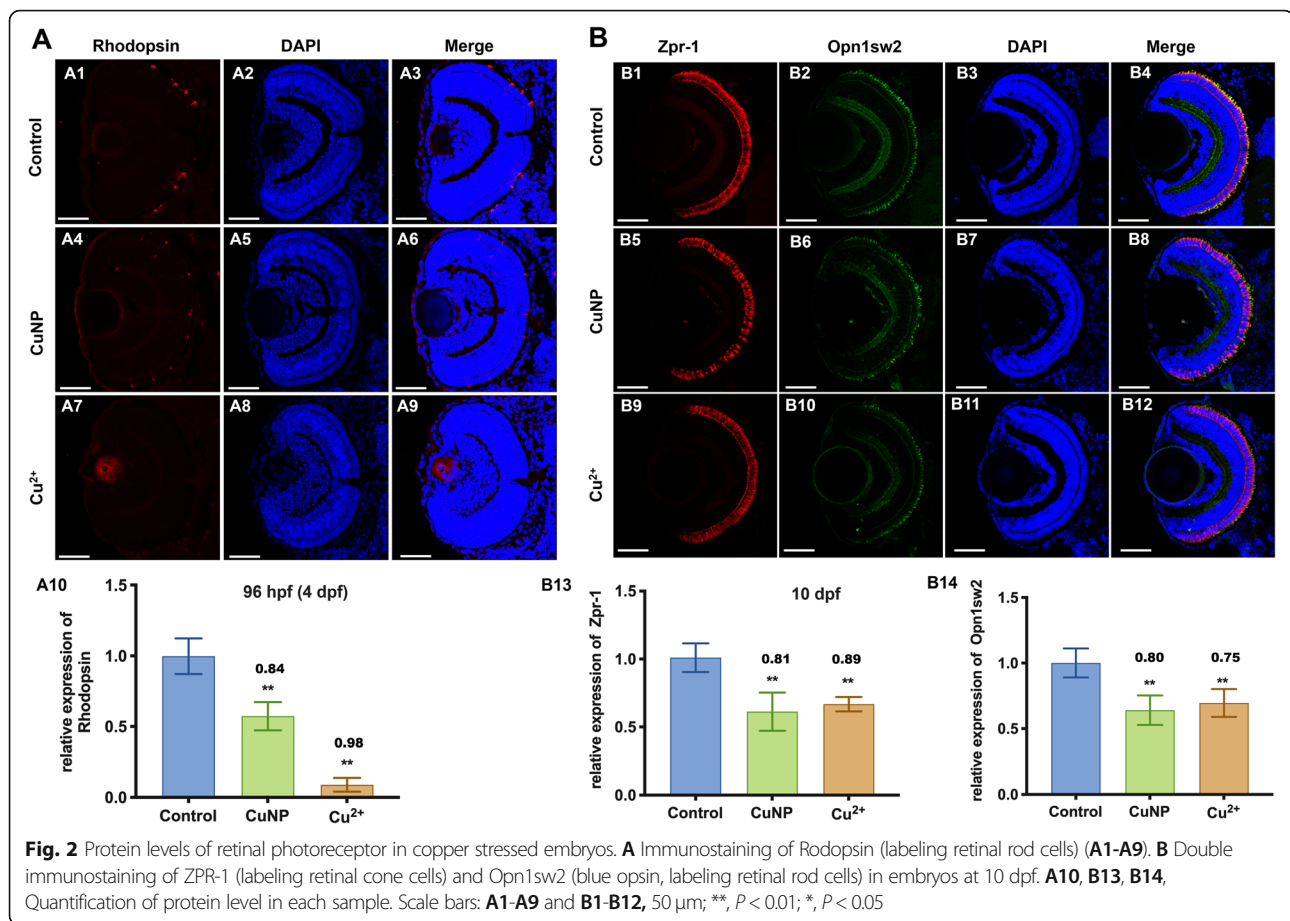 A
Rhodopsin DAPI Merge
Control
A1 A2 A3
CuNP
A4 A5 A6
Cu²⁺
A7 A8 A9
B
Zpr-1 Opn1sw2 DAPI Merge
Control
B1 B2 B3 B4
CuNP
B5 B6 B7 B8
Cu²⁺
B9 B10 B11 B12
A10
96 hpf (4 dpf)
relative expression of
Rhodopsin
1.5
1.0
0.5
0.0
0.84
**
0.98
**
Control CuNP Cu²⁺
B13
10 dpf
relative expression of Zpr-1
1.5
1.0
0.5
0.0
0.81
**
0.89
**
Control CuNP Cu²⁺
B14
relative expression of Opn1sw2
1.5
1.0
0.5
0.0
0.80
**
0.75
**
Control CuNP Cu²⁺
Fig. 2 Protein levels of retinal photoreceptor in copper stressed embryos. A Immunostaining of Rodopsin (labeling retinal rod cells) (A1-A9). B Double
immunostaining of ZPR-1 (labeling retinal cone cells) and Opn1sw2 (blue opsin, labeling retinal rod cells) in embryos at 10 dpf. A10, B13, B14,
Quantification of protein level in each sample. Scale bars: A1-A9 and B1-B12, 50 μm; **, P < 0.01; *, P < 0.05